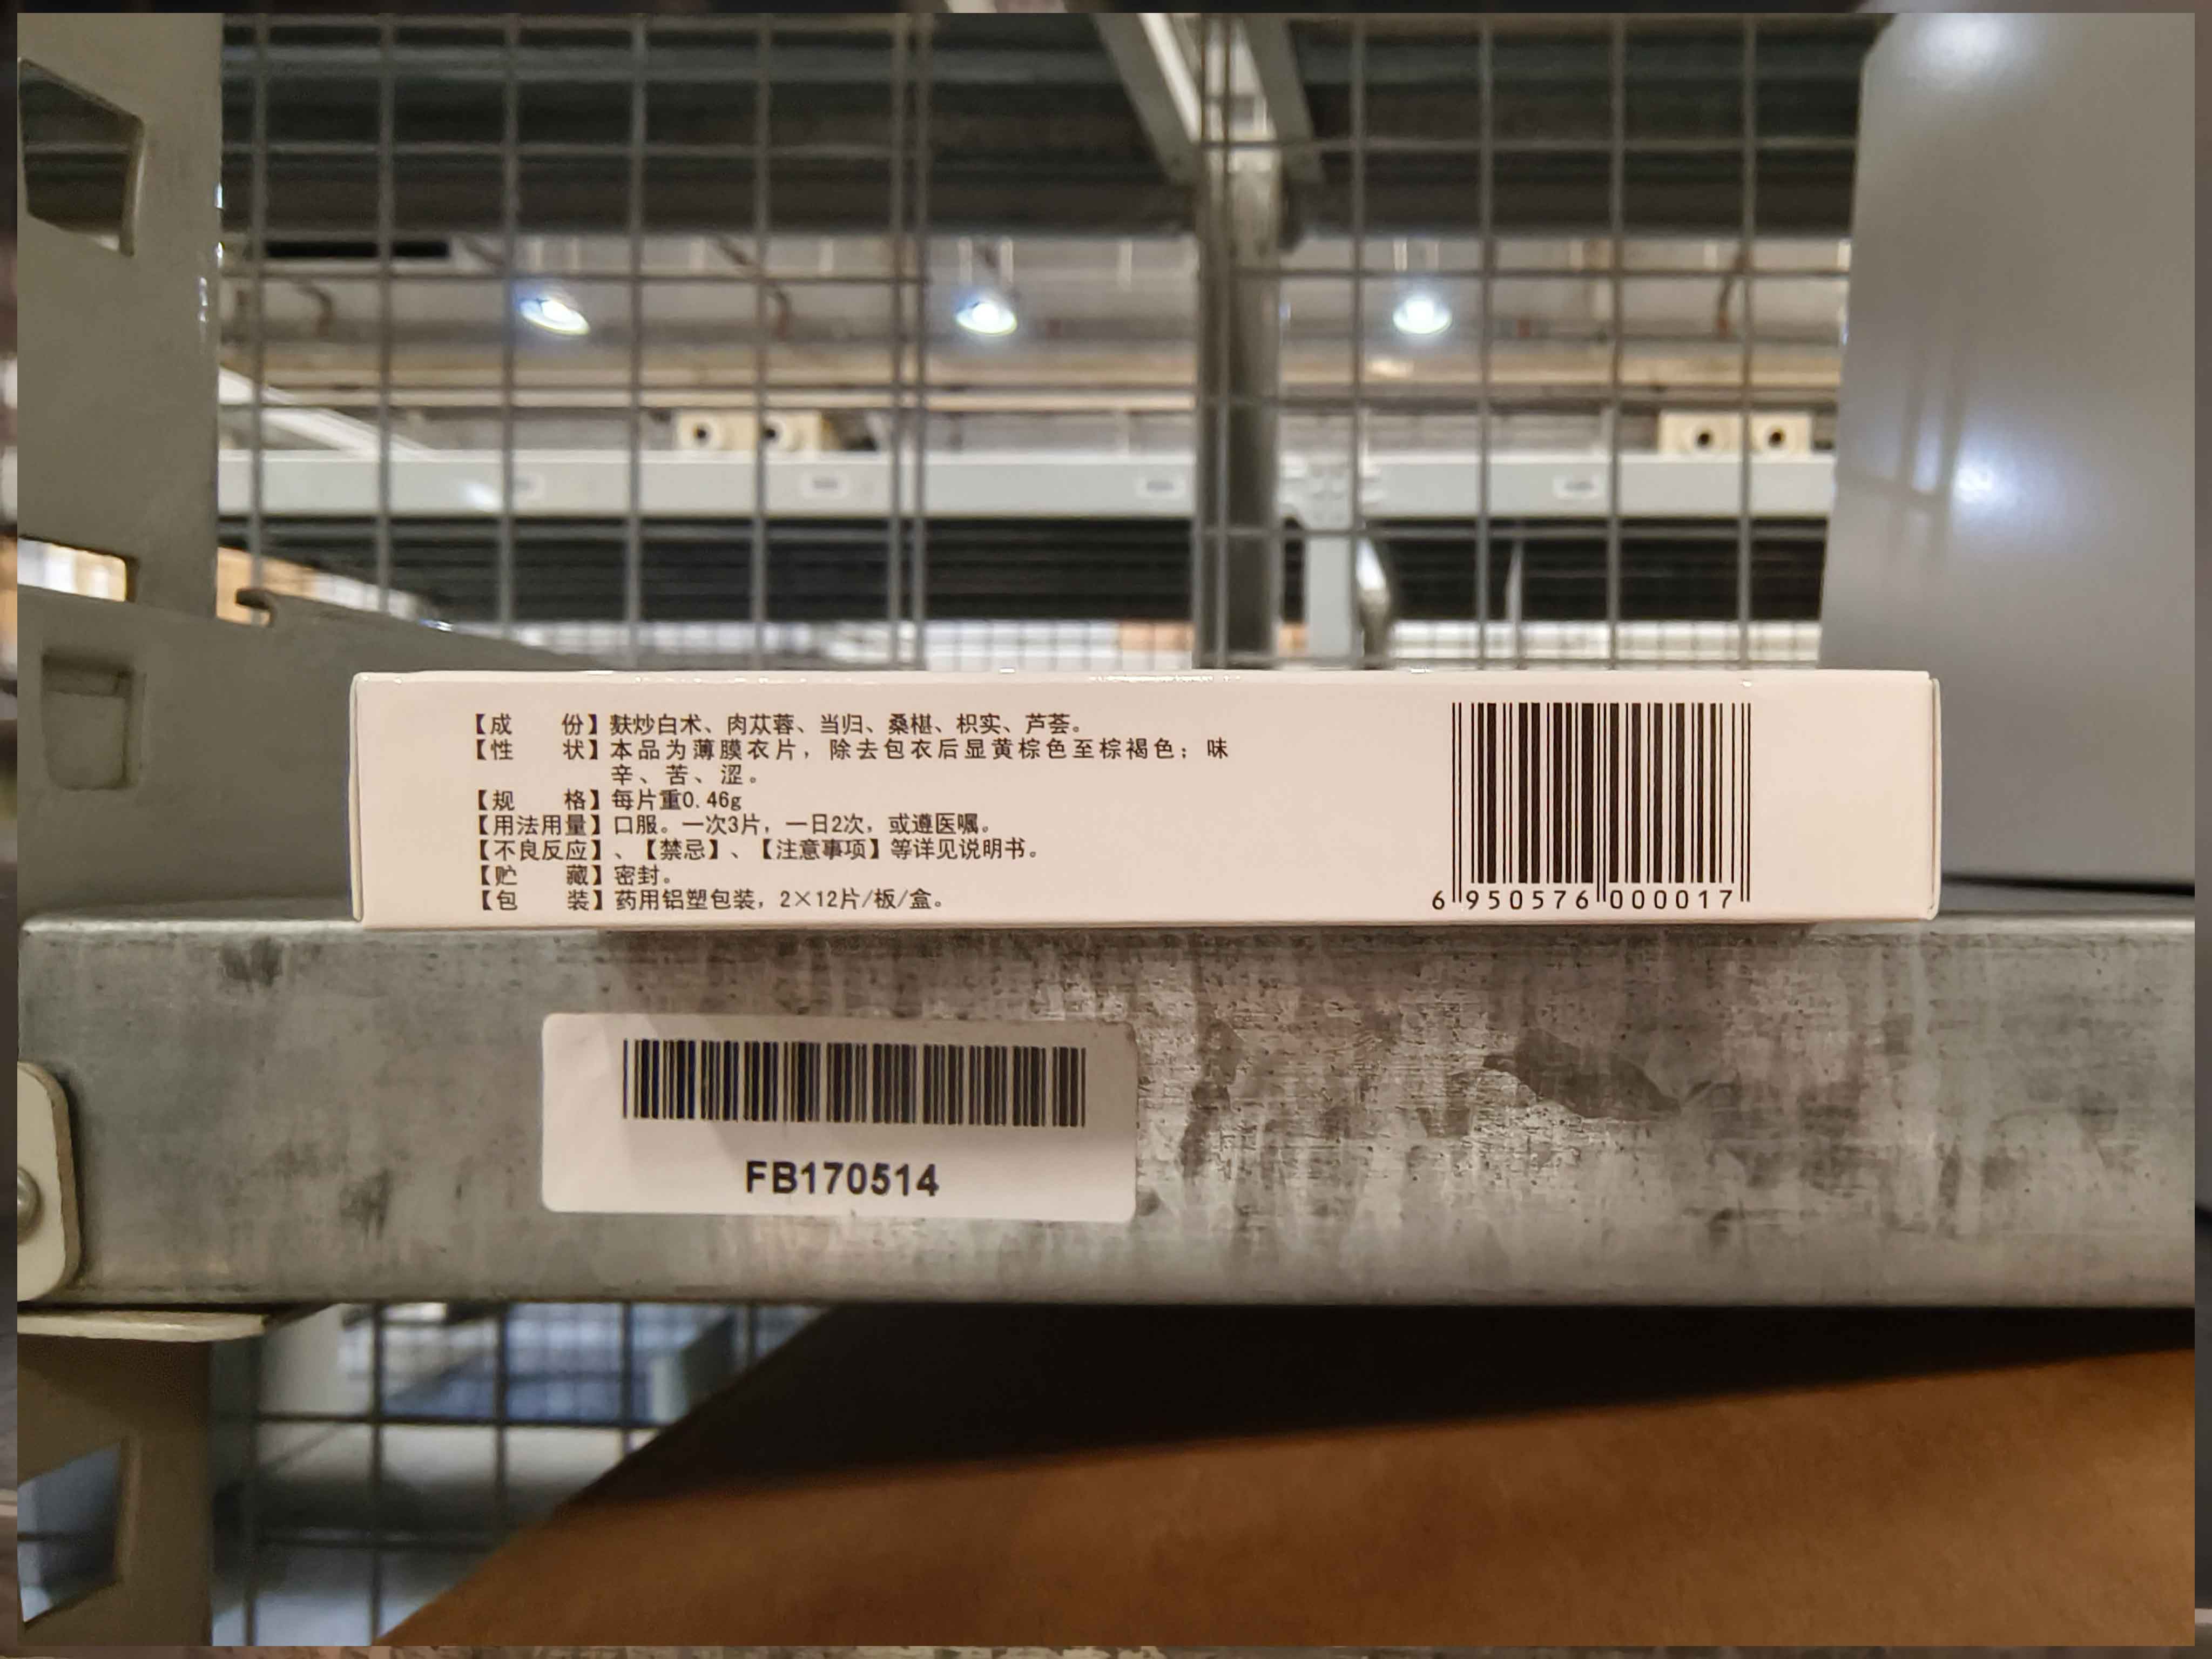 【成　　份】麸炒白术、肉苁蓉、当归、桑椹、枳实、芦荟。
【性　　状】本品为薄膜衣片，除去包衣后显黄棕色至棕褐色；味
辛、苦、涩。
【规　　格】每片重0.46g
【用法用量】口服。一次3片，一日2次，或遵医嘱。
【不良反应】、【禁忌】、【注意事项】等详见说明书。
【贮　　藏】密封。
【包　　装】药用铝塑包装，2×12片/板/盒。
6 950576 000017
FB170514